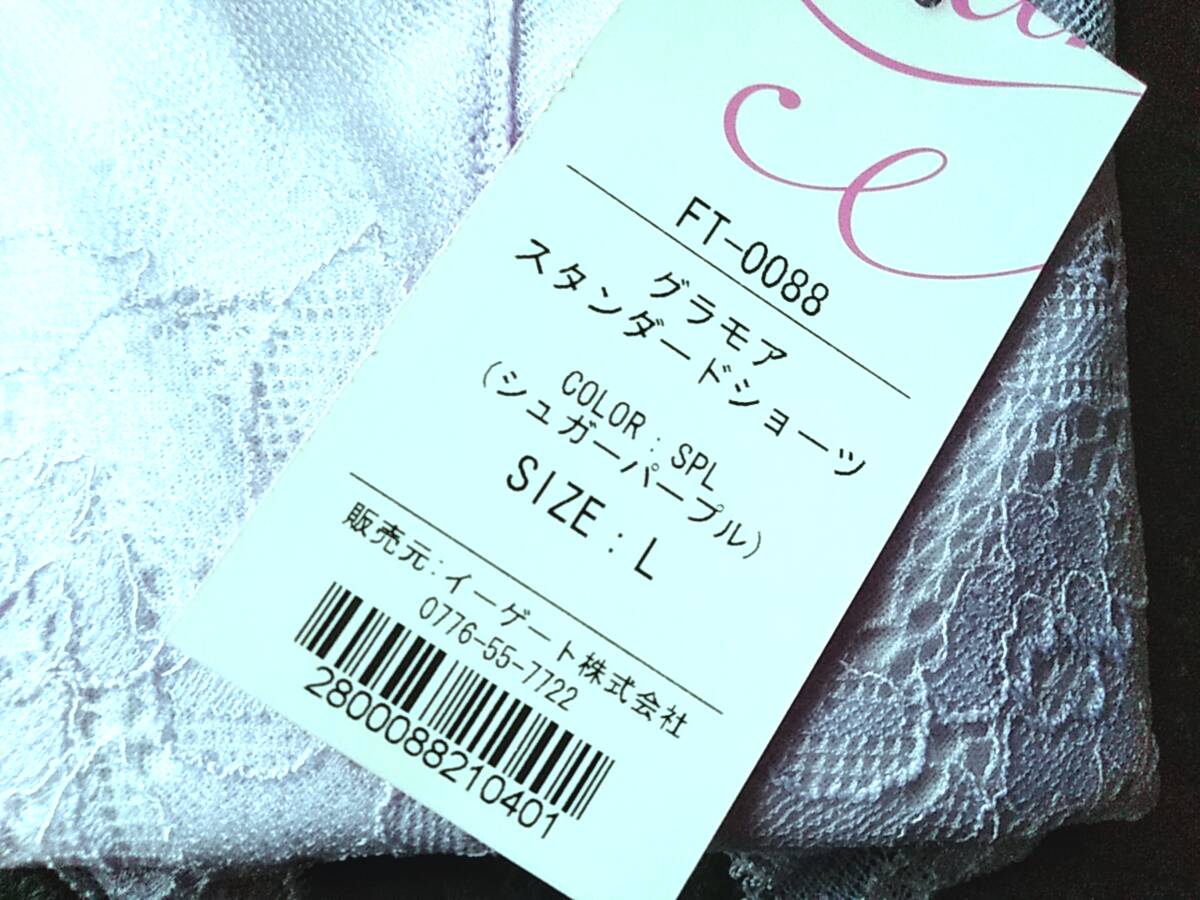 FT-0088
グラモア
スタンダードショーツ
COLOR : SPL
(シュガーパープル)
SIZE : L
販売元:イーゲート株式会社
0776-55-7722
2800088210401